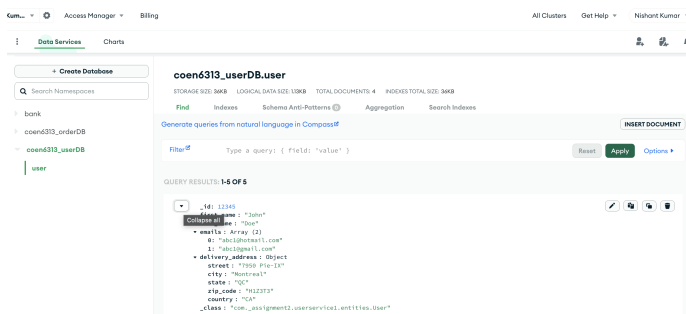 Kum...
Access Manager
Billing
All Clusters
Get Help
Nishant Kumar
Data Services
Charts
+ Create Database
Search Namespaces
bank
coen6313_orderDB
coen6313_userDB
user
coen6313_userDB.user
STORAGE SIZE: 36KB LOGICAL DATA SIZE: 1.13KB TOTAL DOCUMENTS: 4 INDEXES TOTAL SIZE: 36KB
Find
Indexes
Schema Anti-Patterns 0
Aggregation
Search Indexes
Generate queries from natural language in Compass
INSERT DOCUMENT
Filter
Type a query: { field: 'value' }
Reset
Apply
Options
QUERY RESULTS: 1-5 OF 5
_id: 12345
first_name: "John"
Collapse all
: "Doe"
emails: Array (2)
0: "abc1@hotmail.com"
1: "abc1@gmail.com"
delivery_address: Object
street: "7959 Pie-IX"
city: "Montreal"
state: "QC"
zip_code: "H1Z3T3"
country: "CA"
_class: "com._assignment2.userservice1.entities.User"